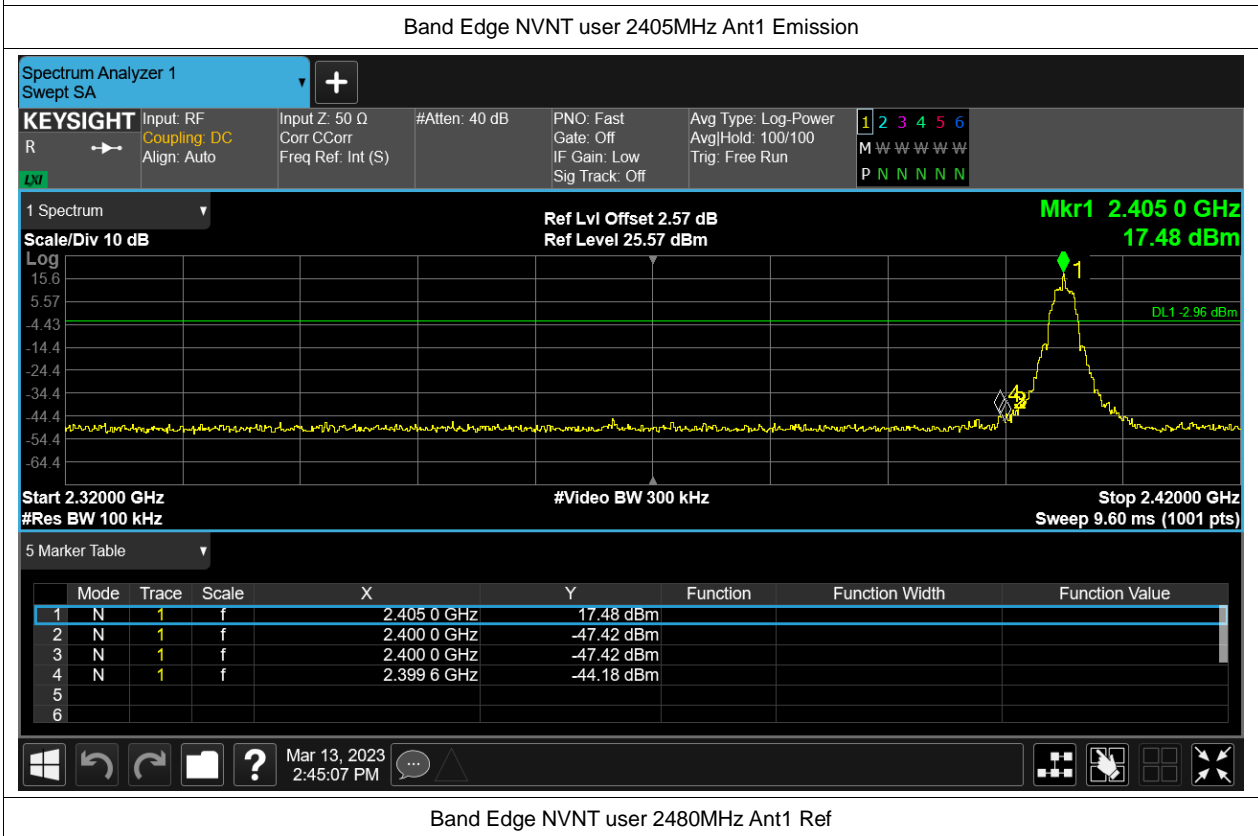 Band Edge NVNT user 2405MHz Ant1 Emission
Spectrum Analyzer 1
Swept SA
KEYSIGHT
R
LXI
Input: RF
Coupling: DC
Align: Auto
Input Z: 50 Ω
Corr CCorr
Freq Ref: Int (S)
#Atten: 40 dB
PNO: Fast
Gate: Off
IF Gain: Low
Sig Track: Off
Avg Type: Log-Power
Avg|Hold: 100/100
Trig: Free Run
1 2 3 4 5 6
M W W W W W
P N N N N N
1 Spectrum
Scale/Div 10 dB
Ref Lvl Offset 2.57 dB
Ref Level 25.57 dBm
Mkr1 2.405 0 GHz
17.48 dBm
Log
15.6
5.57
-4.43
-14.4
-24.4
-34.4
-44.4
-54.4
-64.4
1
DL1 -2.96 dBm
4
Start 2.32000 GHz
#Video BW 300 kHz
Stop 2.42000 GHz
#Res BW 100 kHz
Sweep 9.60 ms (1001 pts)
5 Marker Table
Mode Trace Scale X Y Function Function Width Function Value
1 N 1 f 2.405 0 GHz 17.48 dBm
2 N 1 f 2.400 0 GHz -47.42 dBm
3 N 1 f 2.400 0 GHz -47.42 dBm
4 N 1 f 2.399 6 GHz -44.18 dBm
5
6
?
Mar 13, 2023
2:45:07 PM
Band Edge NVNT user 2480MHz Ant1 Ref